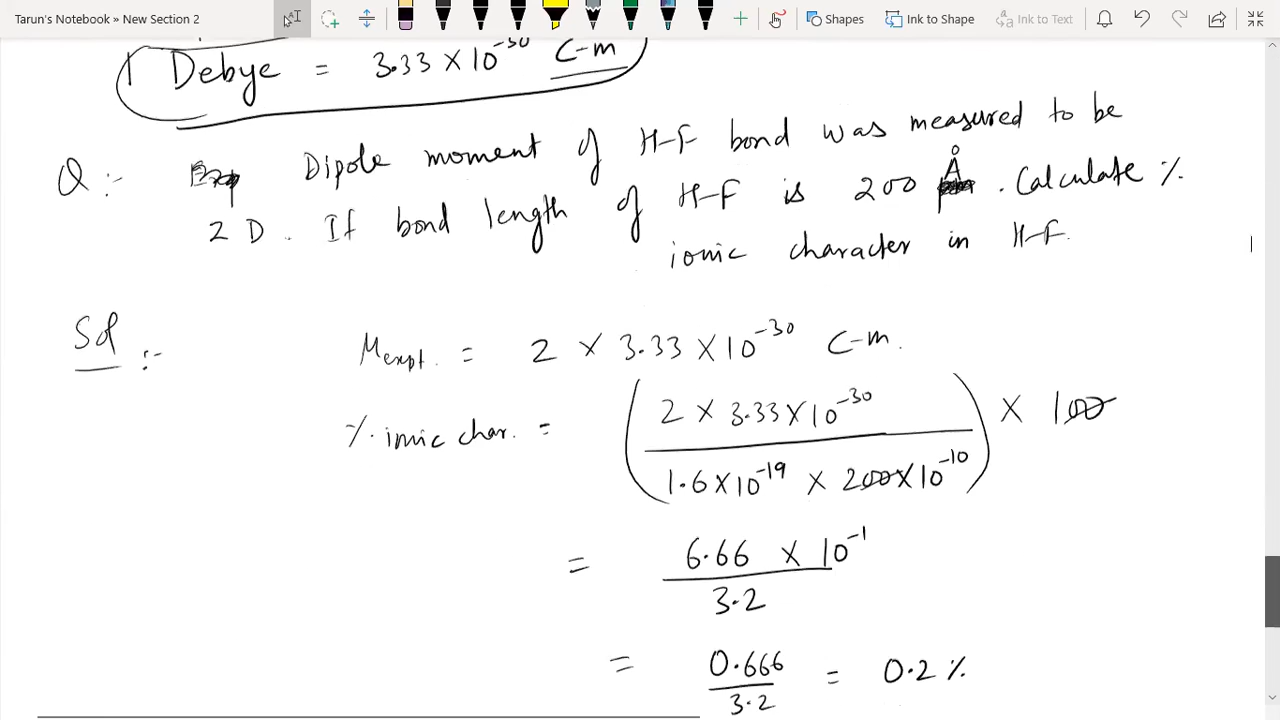 Tarun's Notebook » New Section 2
Shapes Ink to Shape Ink to Text
1 Debye = 3.33 × 10⁻³⁰ C-m
Q:- Dipole moment of H-F bond was measured to be
2 D. If bond length of H-F is 200 Å. Calculate %
ionic character in H-F.
Sol :-
μexpt. = 2 × 3.33 × 10⁻³⁰ C-m.
%. ionic char. = (2 × 3.33 × 10⁻³⁰ / 1.6 × 10⁻¹⁹ × 200 × 10⁻¹⁰) × 100
= 6.66 × 10⁻¹ / 3.2
= 0.666 / 3.2 = 0.2 %